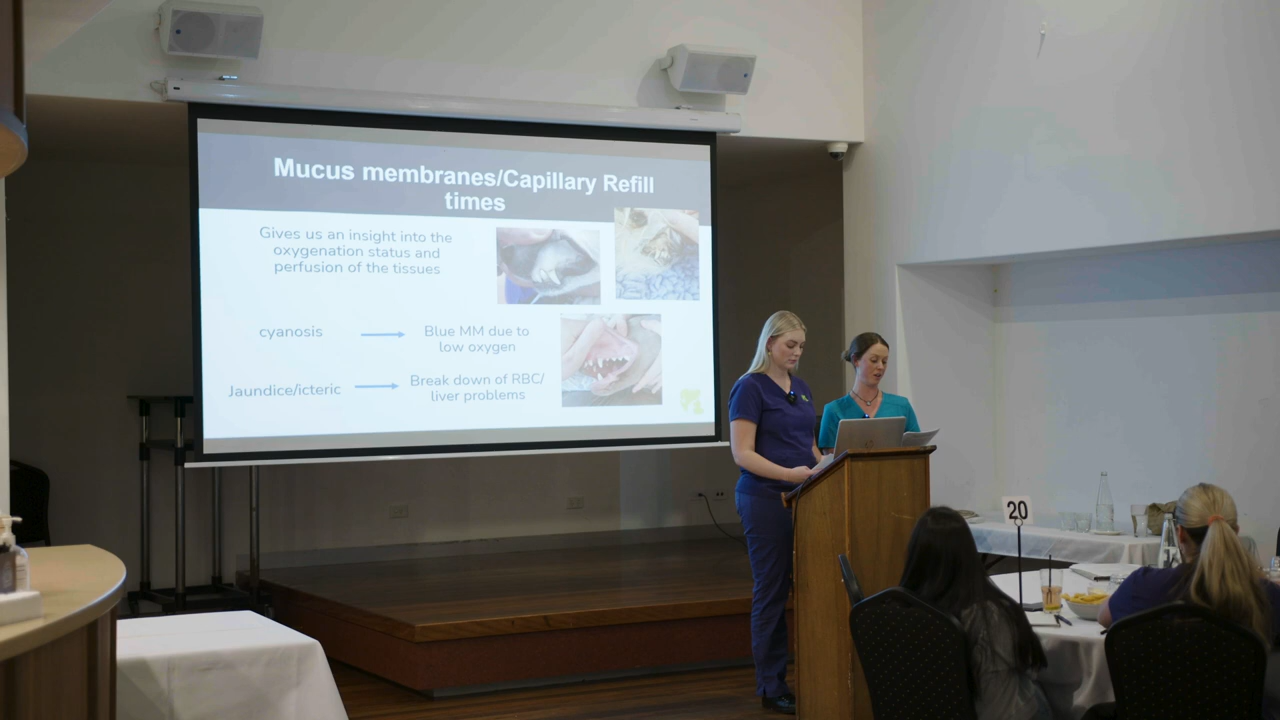 Mucus membranes/Capillary Refill
times
Gives us an insight into the
oxygenation status and
perfusion of the tissues
cyanosis
Blue MM due to
low oxygen
Jaundice/icteric
Break down of RBC/
liver problems
20